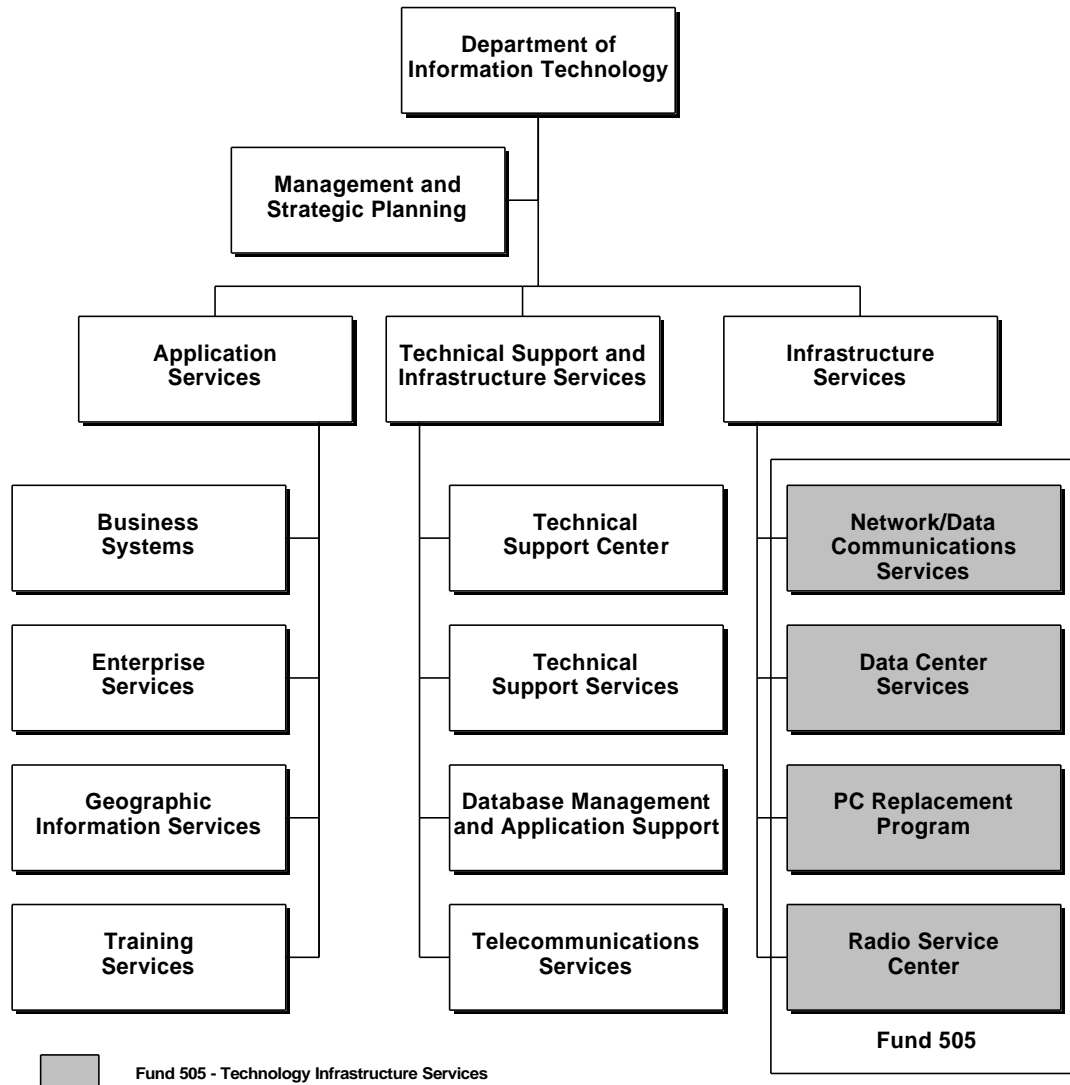 Department of
Information Technology
Management and
Strategic Planning
Application
Services
Technical Support and
Infrastructure Services
Infrastructure
Services
Business
Systems
Technical
Support Center
Network/Data
Communications
Services
Enterprise
Services
Technical
Support Services
Data Center
Services
Geographic
Information Services
Database Management
and Application Support
PC Replacement
Program
Training
Services
Telecommunications
Services
Radio Service
Center
Fund 505
Fund 505 - Technology Infrastructure Services